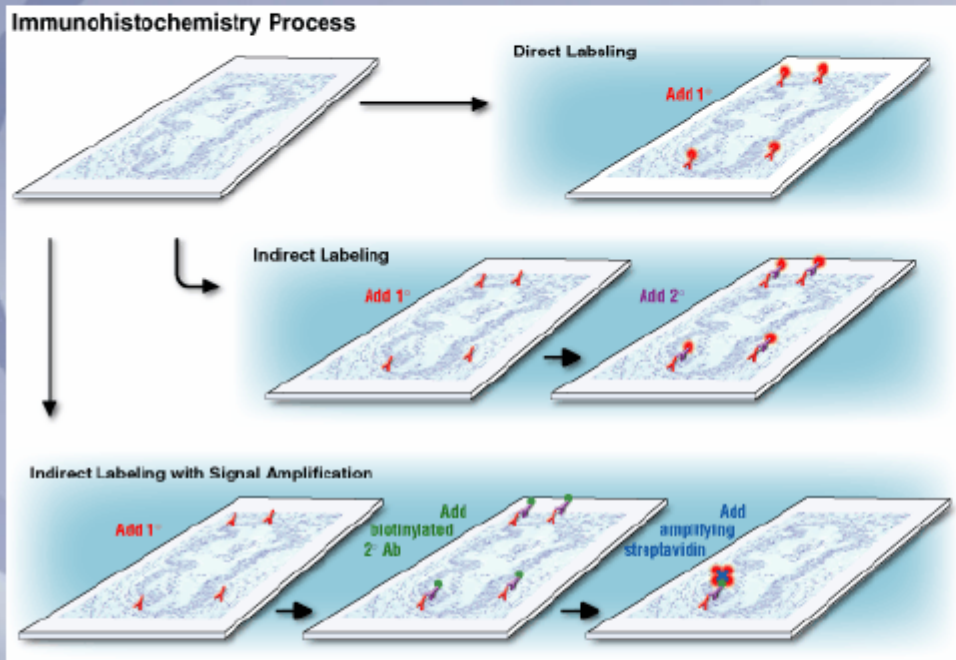 Immunohistochemistry Process
Direct Labeling
Add 1°
Indirect Labeling
Add 1°
Add 2°
Indirect Labeling with Signal Amplification
Add 1°
Add
biotinylated
2° Ab
Add
amplifying
streptavidin